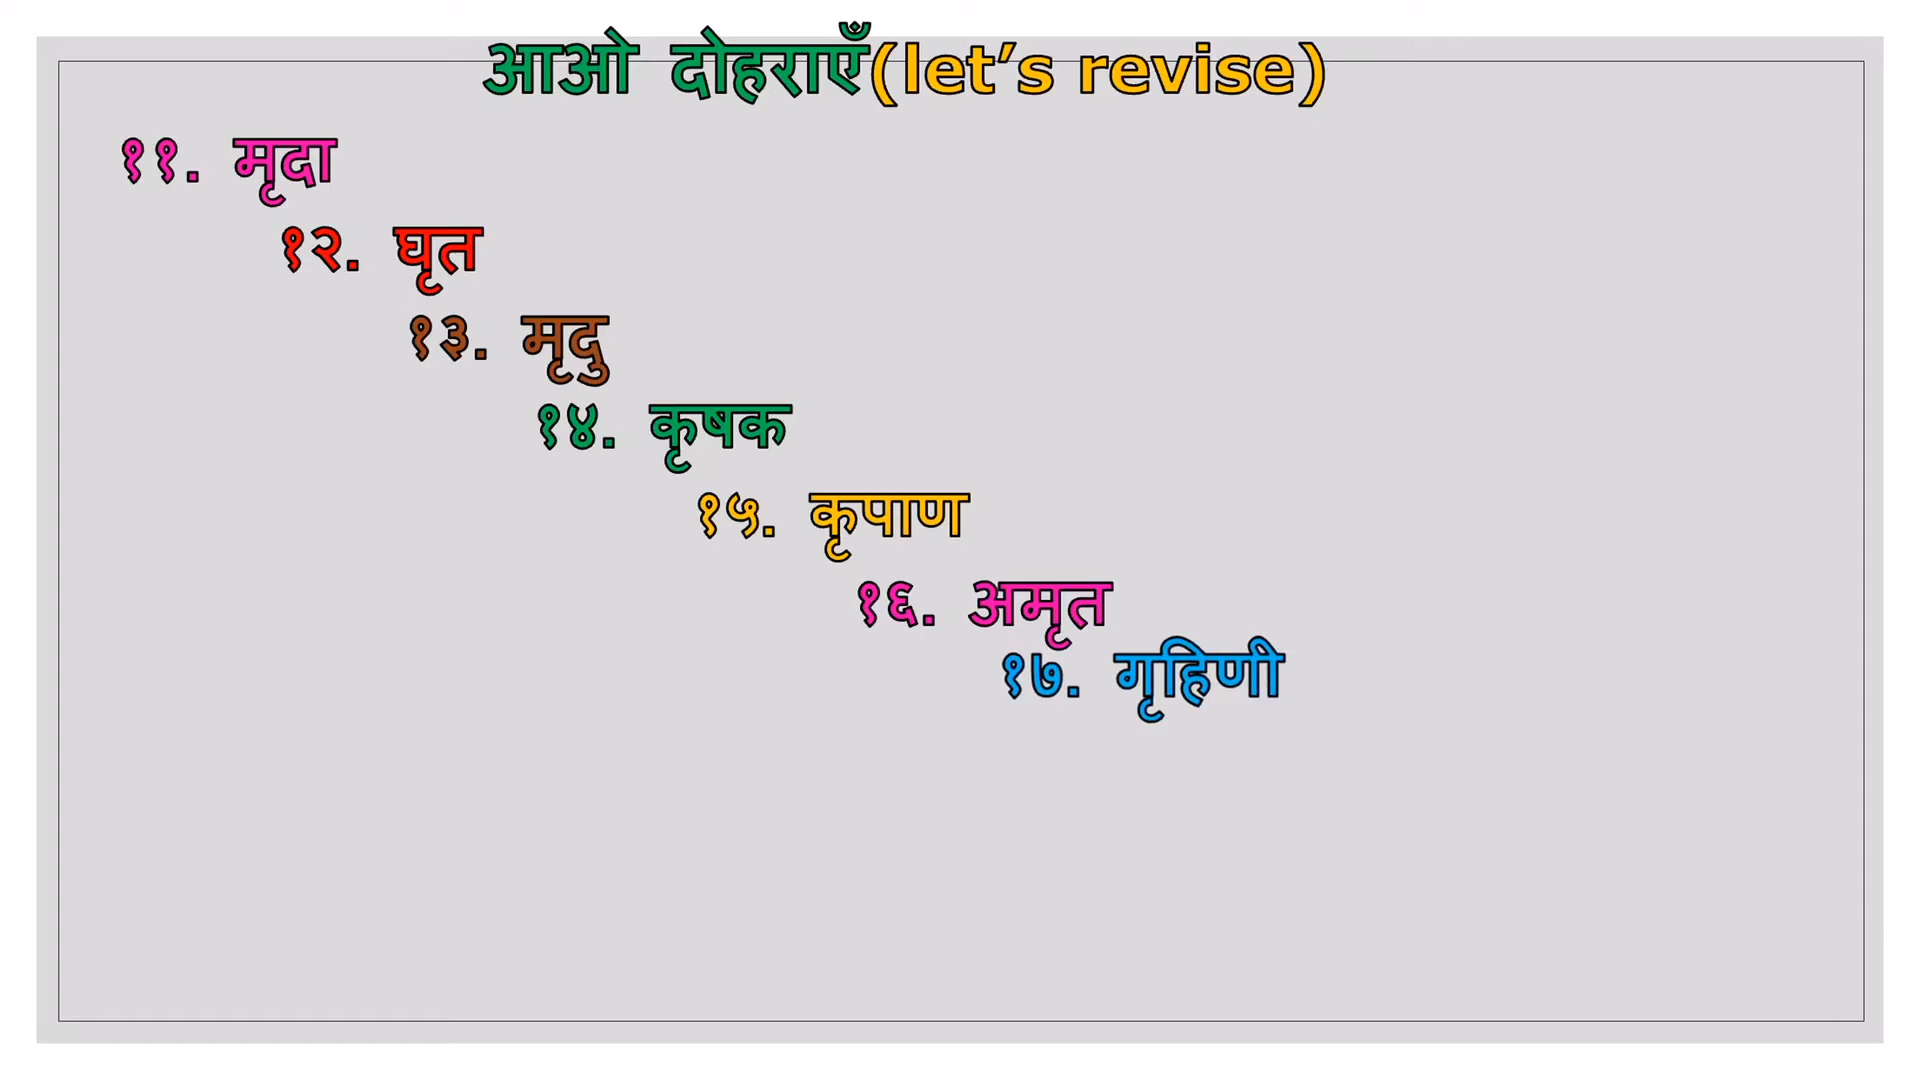 आओ दोहराएँ(let’s revise)
११. मृदा
१२. घृत
१३. मृदु
१४. कृषक
१५. कृपाण
१६. अमृत
१७. गृहिणी